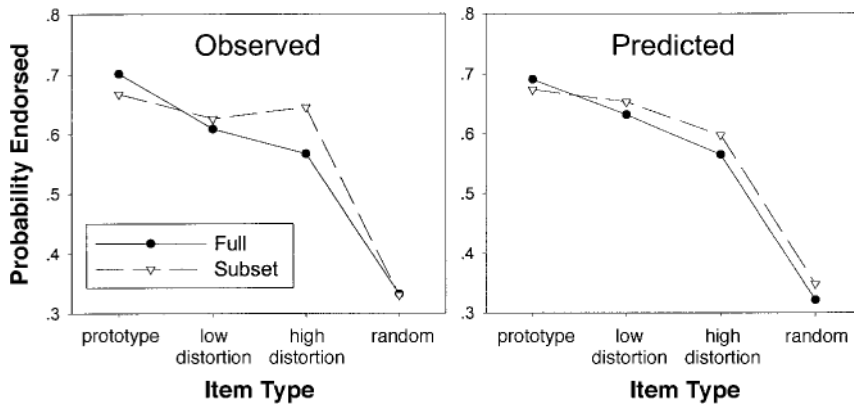 Observed
Predicted
Probability Endorsed
.8
.7
.6
.5
.4
.3
Full
Subset
prototype
low
distortion
high
distortion
random
Item Type
.8
.7
.6
.5
.4
.3
prototype
low
distortion
high
distortion
random
Item Type